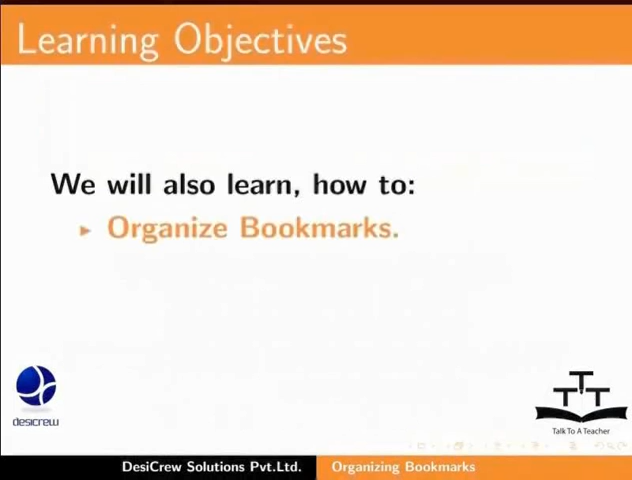 Learning Objectives
We will also learn, how to:
Organize Bookmarks.
desicrew
TTT
Talk To A Teacher
DesiCrew Solutions Pvt.Ltd. Organizing Bookmarks